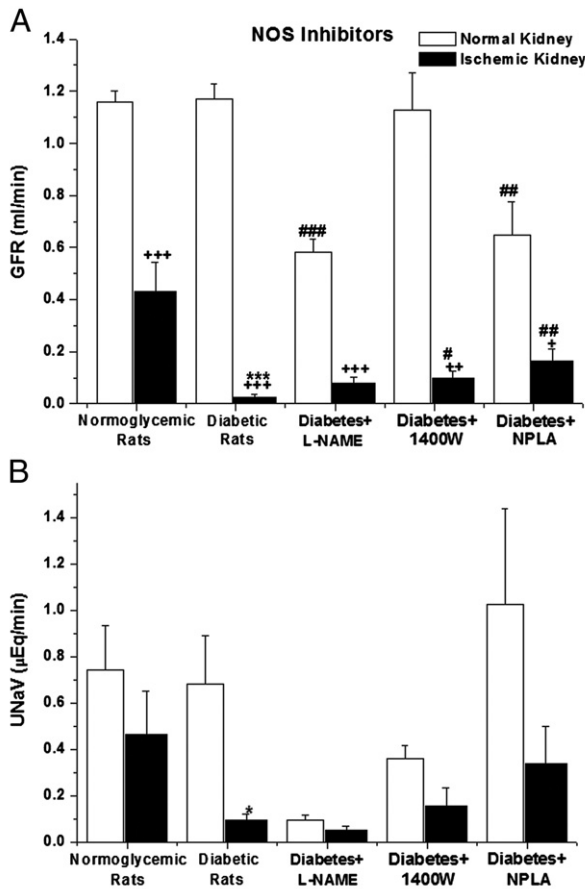 A
NOS Inhibitors
Normal Kidney
Ischemic Kidney
GFR (ml/min)
1.4
1.2
1.0
0.8
0.6
0.4
0.2
0.0
+++
***
+++
###
+++
#
++
##
##
+
Normoglycemic Diabetic Diabetes+ Diabetes+ Diabetes+
Rats Rats L-NAME 1400W NPLA
B
UNaV (µEq/min)
1.4
1.2
1.0
0.8
0.6
0.4
0.2
0.0
*
Normoglycemic Diabetic Diabetes+ Diabetes+ Diabetes+
Rats Rats L-NAME 1400W NPLA